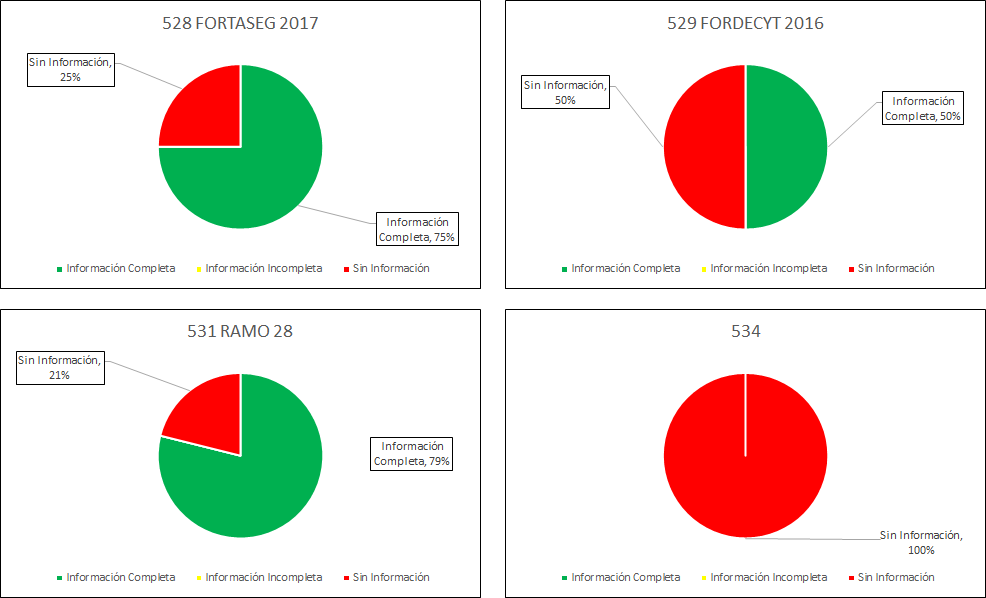 528 FORTASEG 2017
Sin Información,
25%
Información
Completa, 75%
Información Completa
Información Incompleta
Sin Información
529 FORDECYT 2016
Sin Información,
50%
Información
Completa, 50%
Información Completa
Información Incompleta
Sin Información
531 RAMO 28
Sin Información,
21%
Información
Completa, 79%
Información Completa
Información Incompleta
Sin Información
534
Sin Información,
100%
Información Completa
Información Incompleta
Sin Información